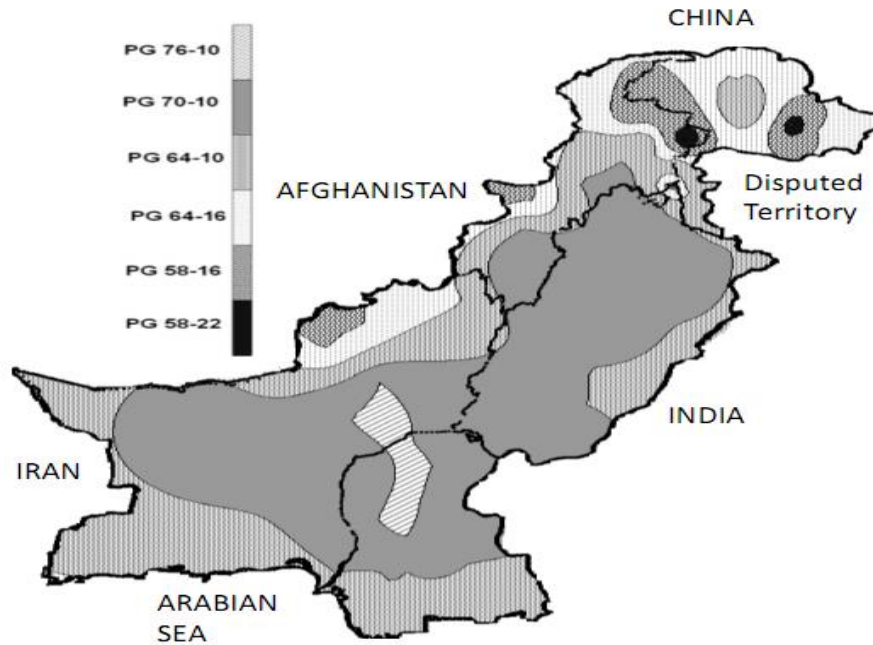 CHINA
PG 76-10
PG 70-10
PG 64-10
PG 64-16
PG 58-16
PG 58-22
AFGHANISTAN
Disputed
Territory
INDIA
IRAN
ARABIAN
SEA